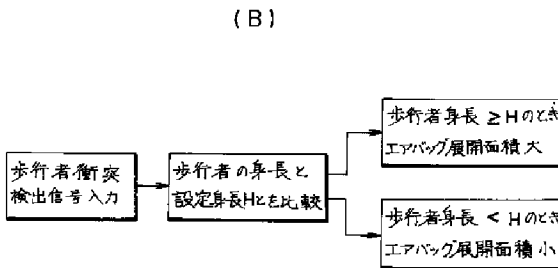 (B)
歩行者衝突
検出信号入力
歩行者の身長と
設定身長Hとを比較
歩行者身長 ≧ Hのとき
エアバッグ展開面積大
歩行者身長 < Hのとき
エアバッグ展開面積小